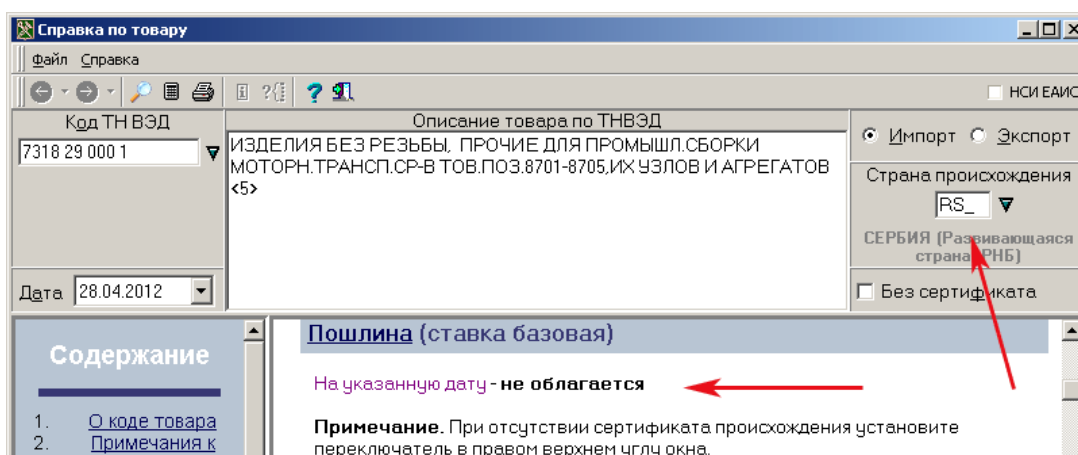 Справка по товару
Файл Справка
НСИ ЕАИС
Код ТН ВЭД
7318 29 000 1
Описание товара по ТНВЭД
ИЗДЕЛИЯ БЕЗ РЕЗЬБЫ, ПРОЧИЕ ДЛЯ ПРОМЫШЛ.СБОРКИ
МОТОРН.ТРАНСП.СР-В ТОВ.ПОЗ.8701-8705,ИХ УЗЛОВ И АГРЕГАТОВ
<5>
Импорт Экспорт
Страна происхождения
RS_
СЕРБИЯ (Развивающаяся
страна РНБ)
Дата 28.04.2012
Без сертификата
Содержание
1. О коде товара
2. Примечания к
Пошлина (ставка базовая)
На указанную дату - не облагается
Примечание. При отсутствии сертификата происхождения установите
переключатель в правом верхнем углу окна.